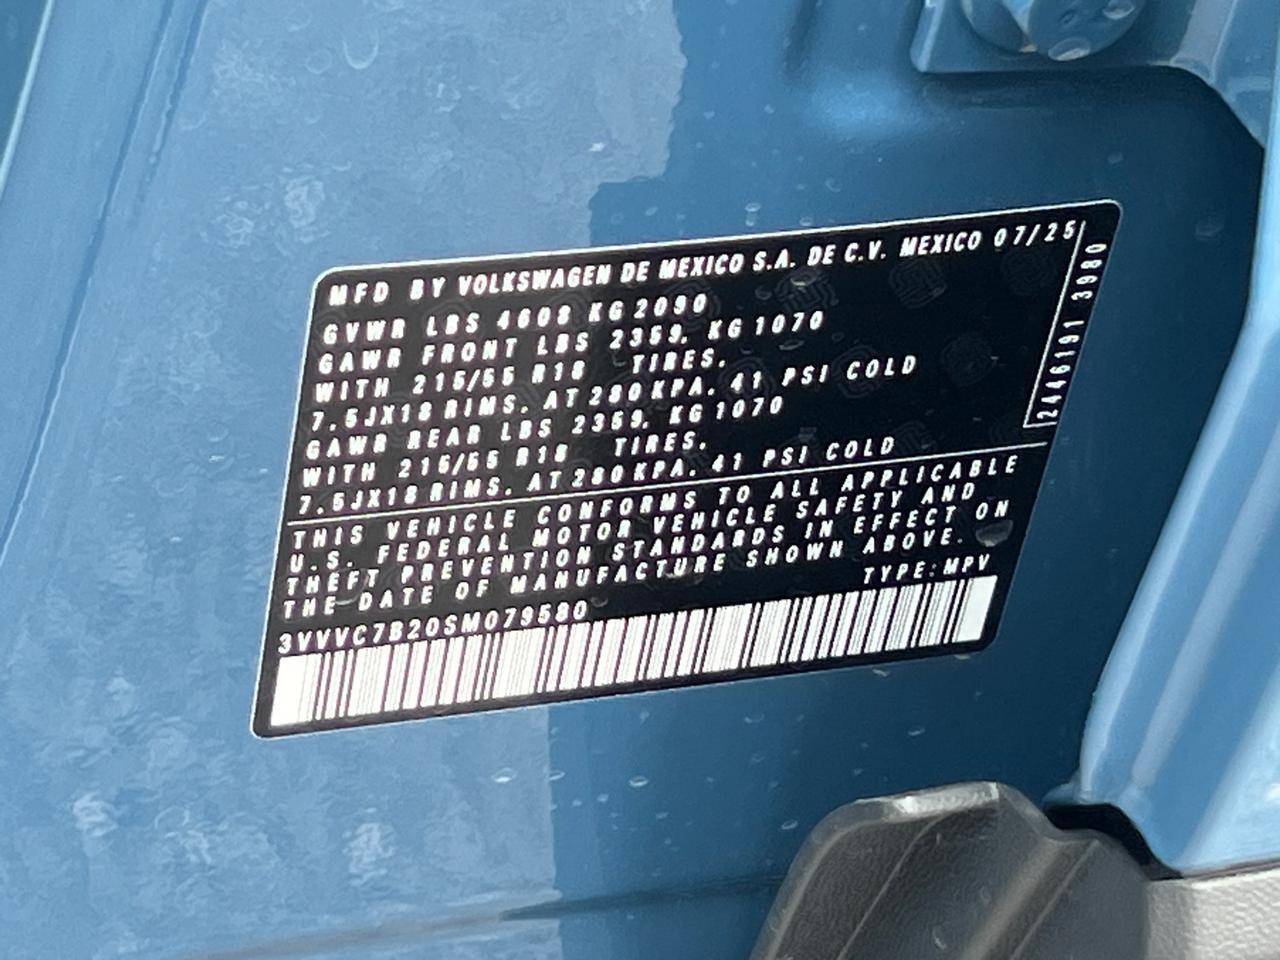 MFD BY VOLKSWAGEN DE MEXICO S.A. DE C.V. MEXICO 07/25
GVWR LBS 4608 KG 2090
GAWR FRONT LBS 2359, KG 1070
WITH 215/55 R18 TIRES.
7.5JX18 RIMS. AT 280KPA. 41 PSI COLD
GAWR REAR LBS 2359, KG 1070
WITH 215/55 R18 TIRES.
7.5JX18 RIMS. AT 280KPA. 41 PSI COLD
THIS VEHICLE CONFORMS TO ALL APPLICABLE
U.S. FEDERAL MOTOR VEHICLE SAFETY AND
THEFT PREVENTION STANDARDS IN EFFECT ON
THE DATE OF MANUFACTURE SHOWN ABOVE.
TYPE:MPV
3VVVC7B20SM079580
2446191 3980